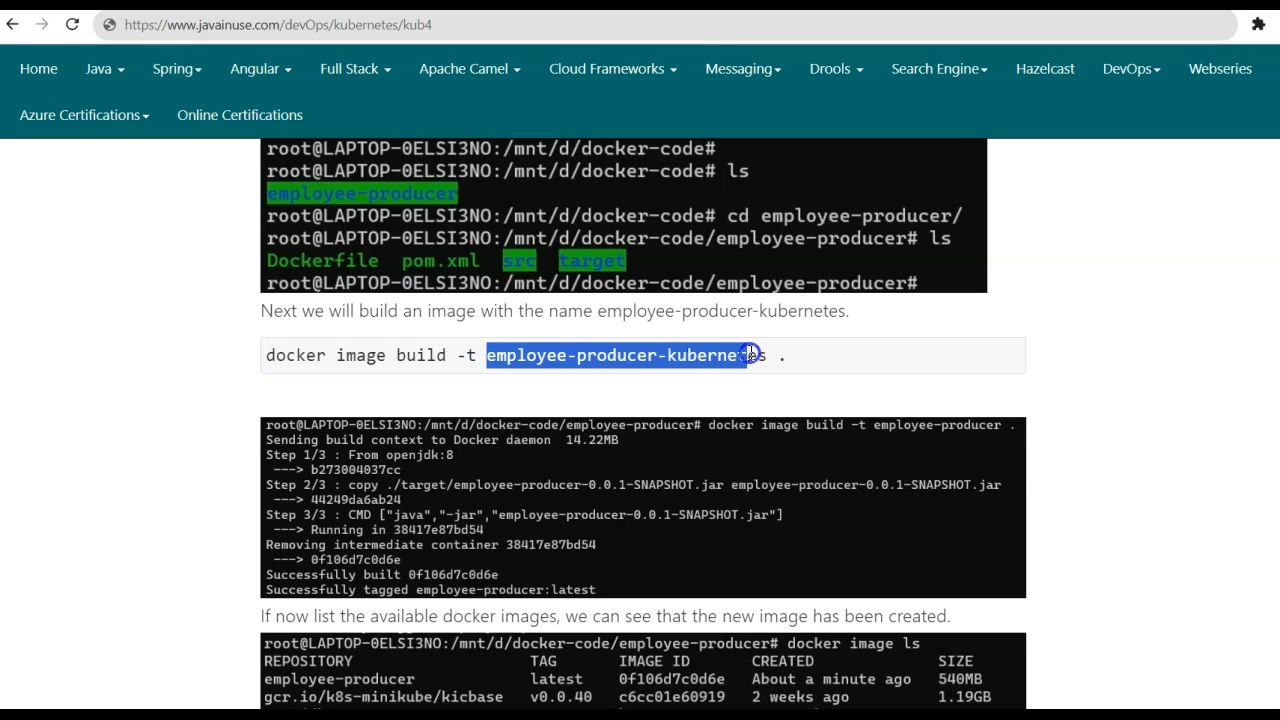 https://www.javainuse.com/devOps/kubernetes/kub4
Home Java Spring Angular Full Stack Apache Camel Cloud Frameworks Messaging Drools Search Engine Hazelcast DevOps Webseries
Azure Certifications Online Certifications
root@LAPTOP-0ELSI3NO:/mnt/d/docker-code#
root@LAPTOP-0ELSI3NO:/mnt/d/docker-code# ls
employee-producer
root@LAPTOP-0ELSI3NO:/mnt/d/docker-code# cd employee-producer/
root@LAPTOP-0ELSI3NO:/mnt/d/docker-code/employee-producer# ls
Dockerfile pom.xml src target
root@LAPTOP-0ELSI3NO:/mnt/d/docker-code/employee-producer#
Next we will build an image with the name employee-producer-kubernetes.
docker image build -t employee-producer-kubernetes .
root@LAPTOP-0ELSI3NO:/mnt/d/docker-code/employee-producer# docker image build -t employee-producer .
Sending build context to Docker daemon 14.22MB
Step 1/3 : From openjdk:8
---> b273004037cc
Step 2/3 : copy ./target/employee-producer-0.0.1-SNAPSHOT.jar employee-producer-0.0.1-SNAPSHOT.jar
---> 44249da6ab24
Step 3/3 : CMD ["java","-jar","employee-producer-0.0.1-SNAPSHOT.jar"]
---> Running in 38417e87bd54
Removing intermediate container 38417e87bd54
---> 0f106d7c0d6e
Successfully built 0f106d7c0d6e
Successfully tagged employee-producer:latest
If now list the available docker images, we can see that the new image has been created.
root@LAPTOP-0ELSI3NO:/mnt/d/docker-code/employee-producer# docker image ls
REPOSITORY TAG IMAGE ID CREATED SIZE
employee-producer latest 0f106d7c0d6e About a minute ago 540MB
gcr.io/k8s-minikube/kicbase v0.0.40 c6cc01e60919 2 weeks ago 1.19GB